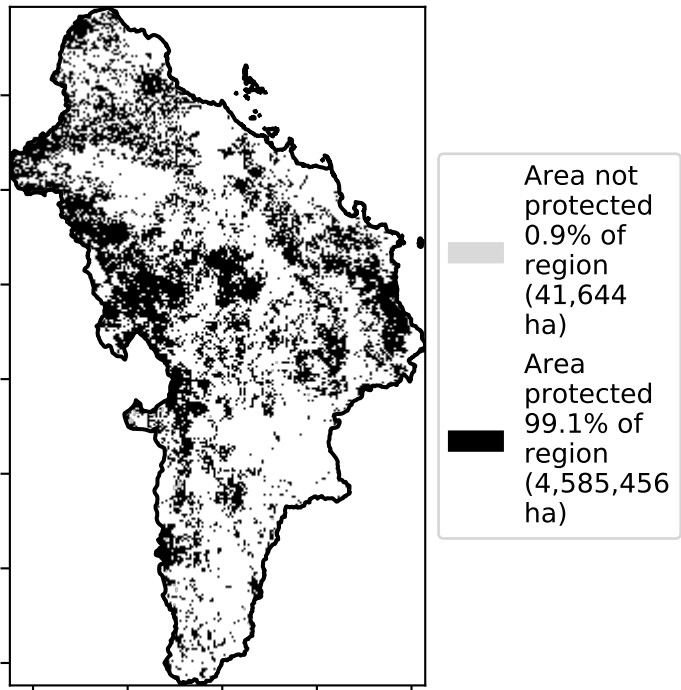 Area not
protected
0.9% of
region
(41,644
ha)
Area
protected
99.1% of
region
(4,585,456
ha)